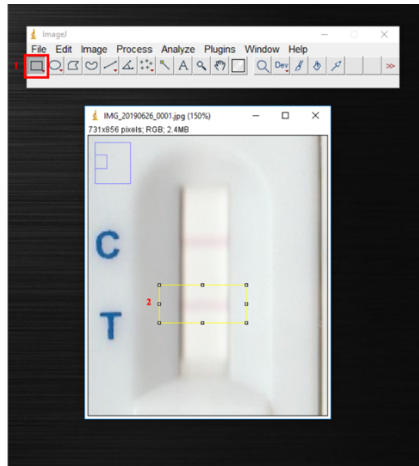 ImageJ
File Edit Image Process Analyze Plugins Window Help
1
A Dev >>
IMG_20190626_0001.jpg (150%)
731x856 pixels; RGB; 2.4MB
C
2
T